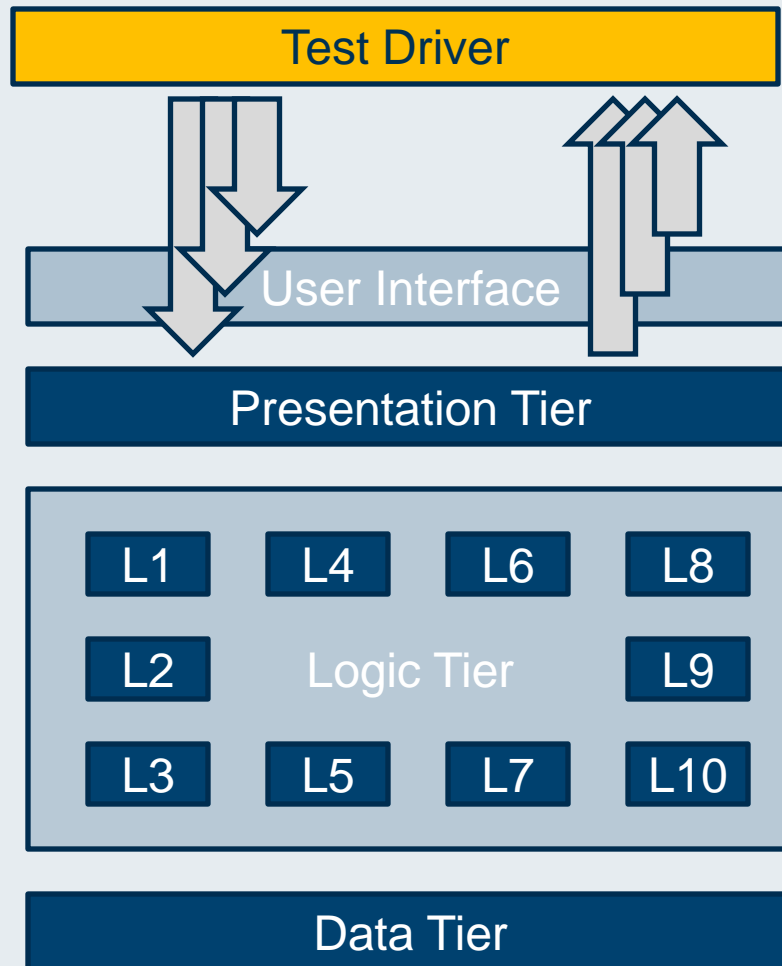 Test Driver
User Interface
Presentation Tier
L1 L4 L6 L8
L2 Logic Tier L9
L3 L5 L7 L10
Data Tier